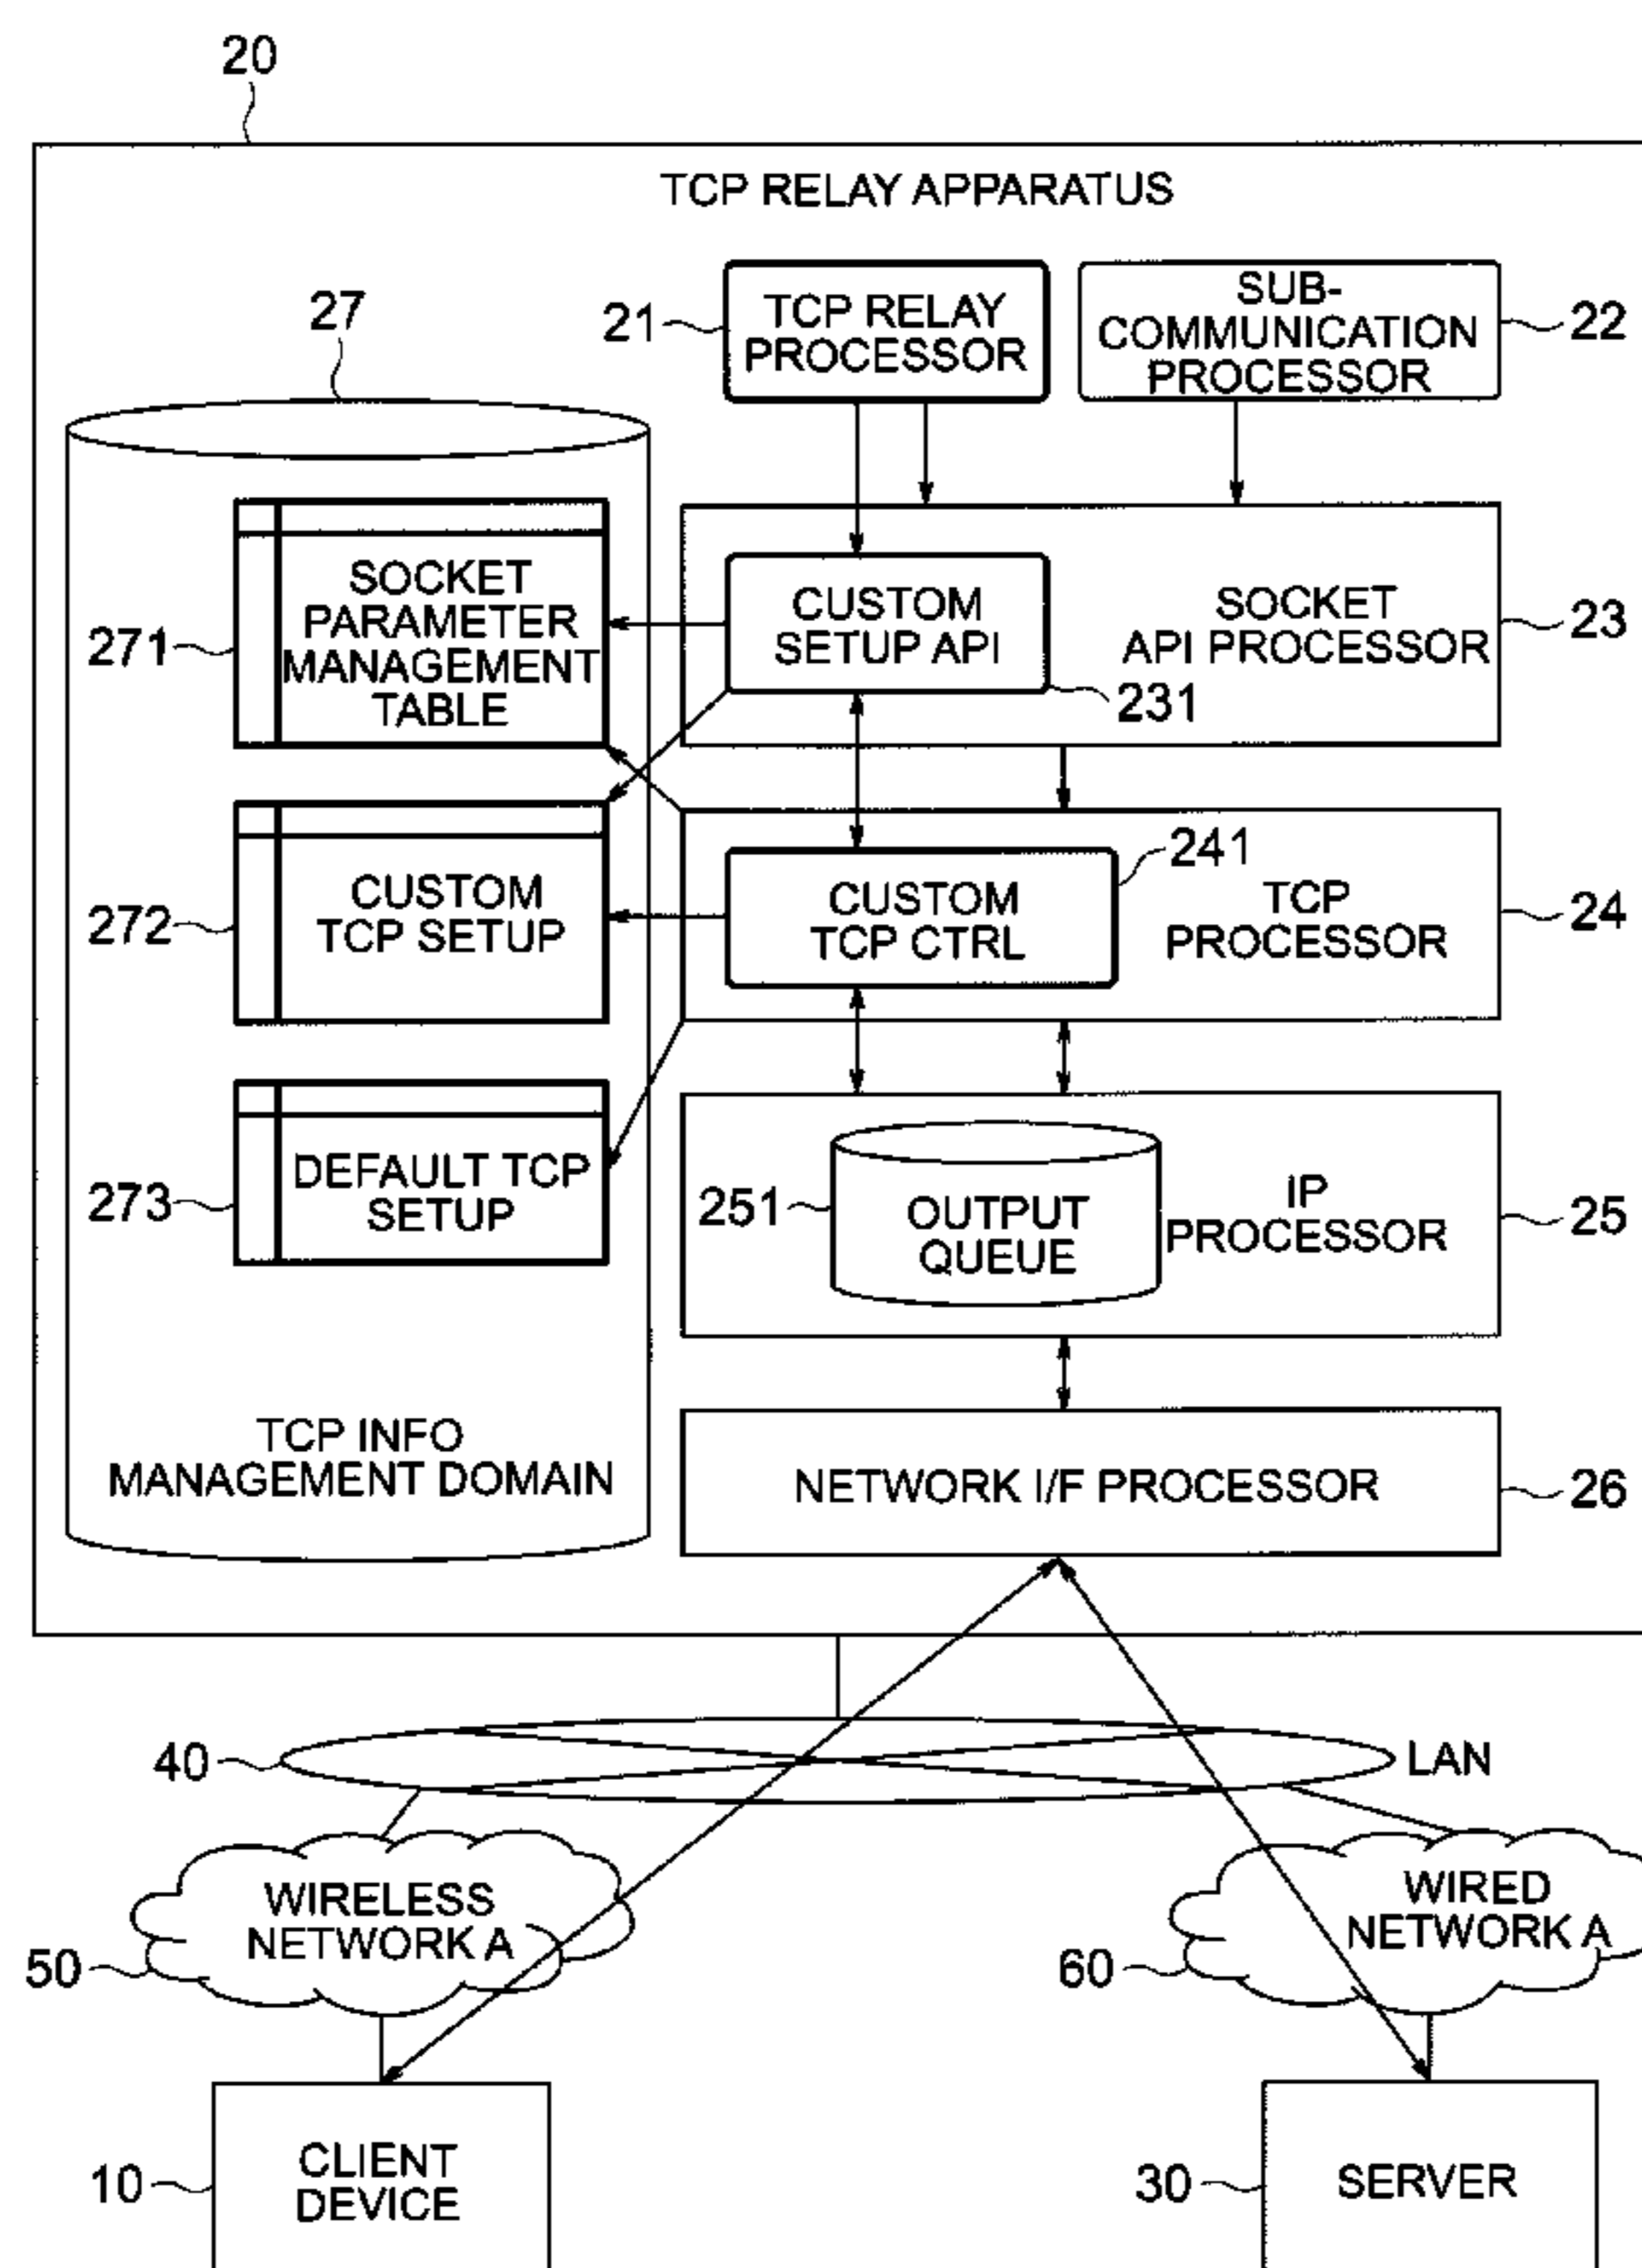 20
TCP RELAY APPARATUS
27
21
TCP RELAY
PROCESSOR
SUB-
COMMUNICATION
PROCESSOR
22
271
SOCKET
PARAMETER
MANAGEMENT
TABLE
CUSTOM
SETUP API
231
SOCKET
API PROCESSOR
23
272
CUSTOM
TCP SETUP
CUSTOM
TCP CTRL
241
TCP
PROCESSOR
24
273
DEFAULT TCP
SETUP
251
OUTPUT
QUEUE
IP
PROCESSOR
25
TCP INFO
MANAGEMENT DOMAIN
NETWORK I/F PROCESSOR
26
40
LAN
WIRELESS
NETWORK A
50
WIRED
NETWORK A
60
10
CLIENT
DEVICE
30
SERVER